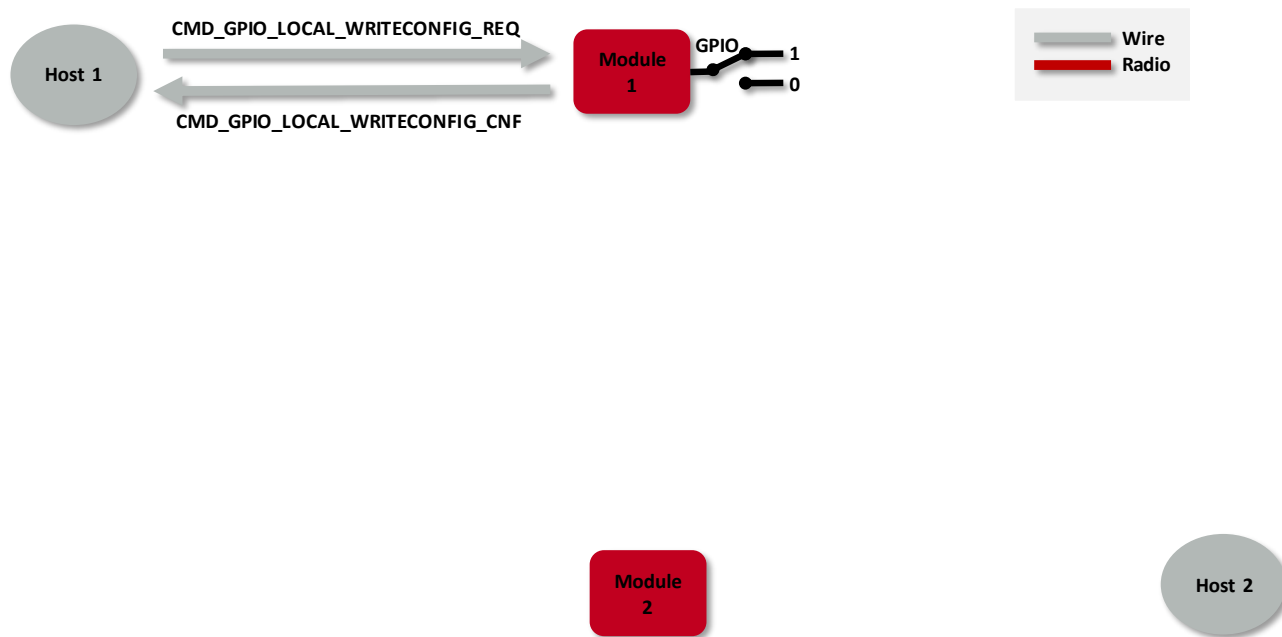 CMD_GPIO_LOCAL_WRITECONFIG_REQ
Host 1
Module
1
GPIO
1
0
CMD_GPIO_LOCAL_WRITECONFIG_CNF
Wire
Radio
Module
2
Host 2